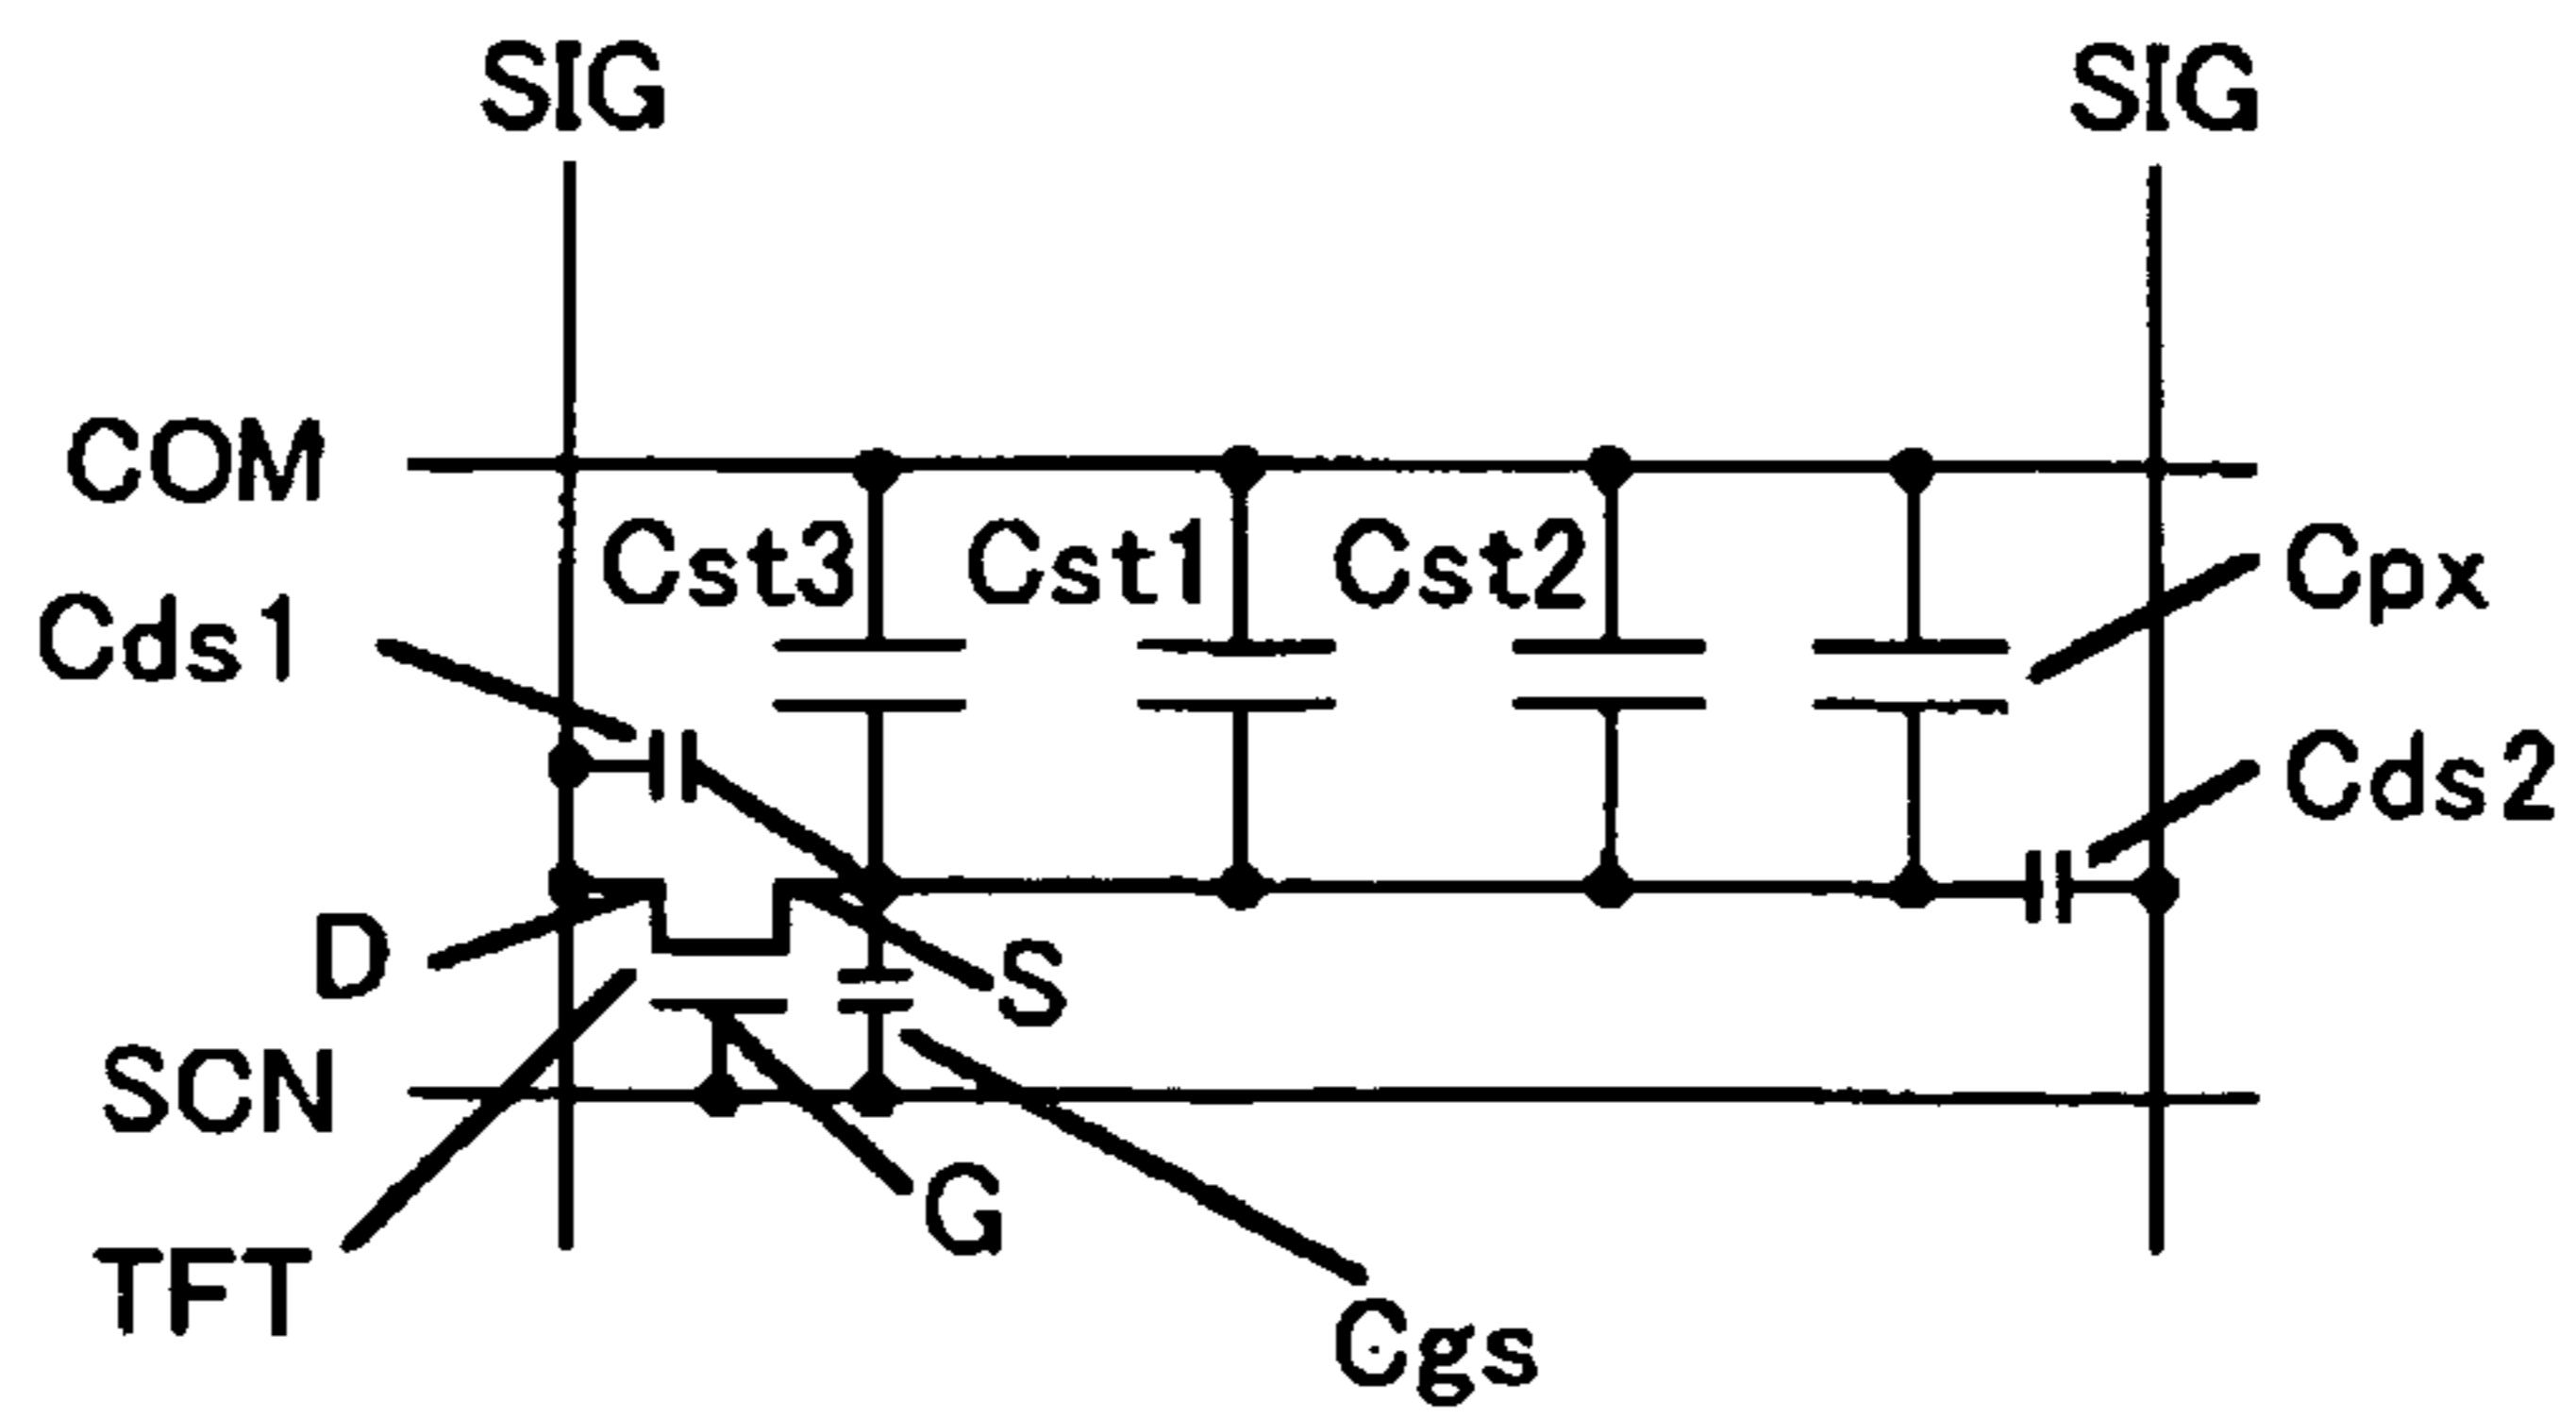 SIG SIG
COM
Cst3 Cst1 Cst2 Cpx
Cds1
Cds2
D
S
SCN
G
TFT
Cgs